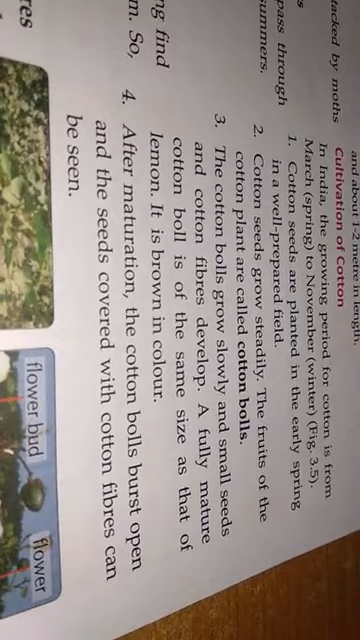 tacked by moths
s
pass through
summers.
ng find
m. So,
res
and about 1-2 metre in length.
Cultivation of Cotton
In India, the growing period for cotton is from
March (spring) to November (winter) (Fig. 3.5).
1. Cotton seeds are planted in the early spring
in a well-prepared field.
2. Cotton seeds grow steadily. The fruits of the
cotton plant are called cotton bolls.
3. The cotton bolls grow slowly and small seeds
and cotton fibres develop. A fully mature
cotton boll is of the same size as that of
lemon. It is brown in colour.
4. After maturation, the cotton bolls burst open
and the seeds covered with cotton fibres can
be seen.
flower bud
flower